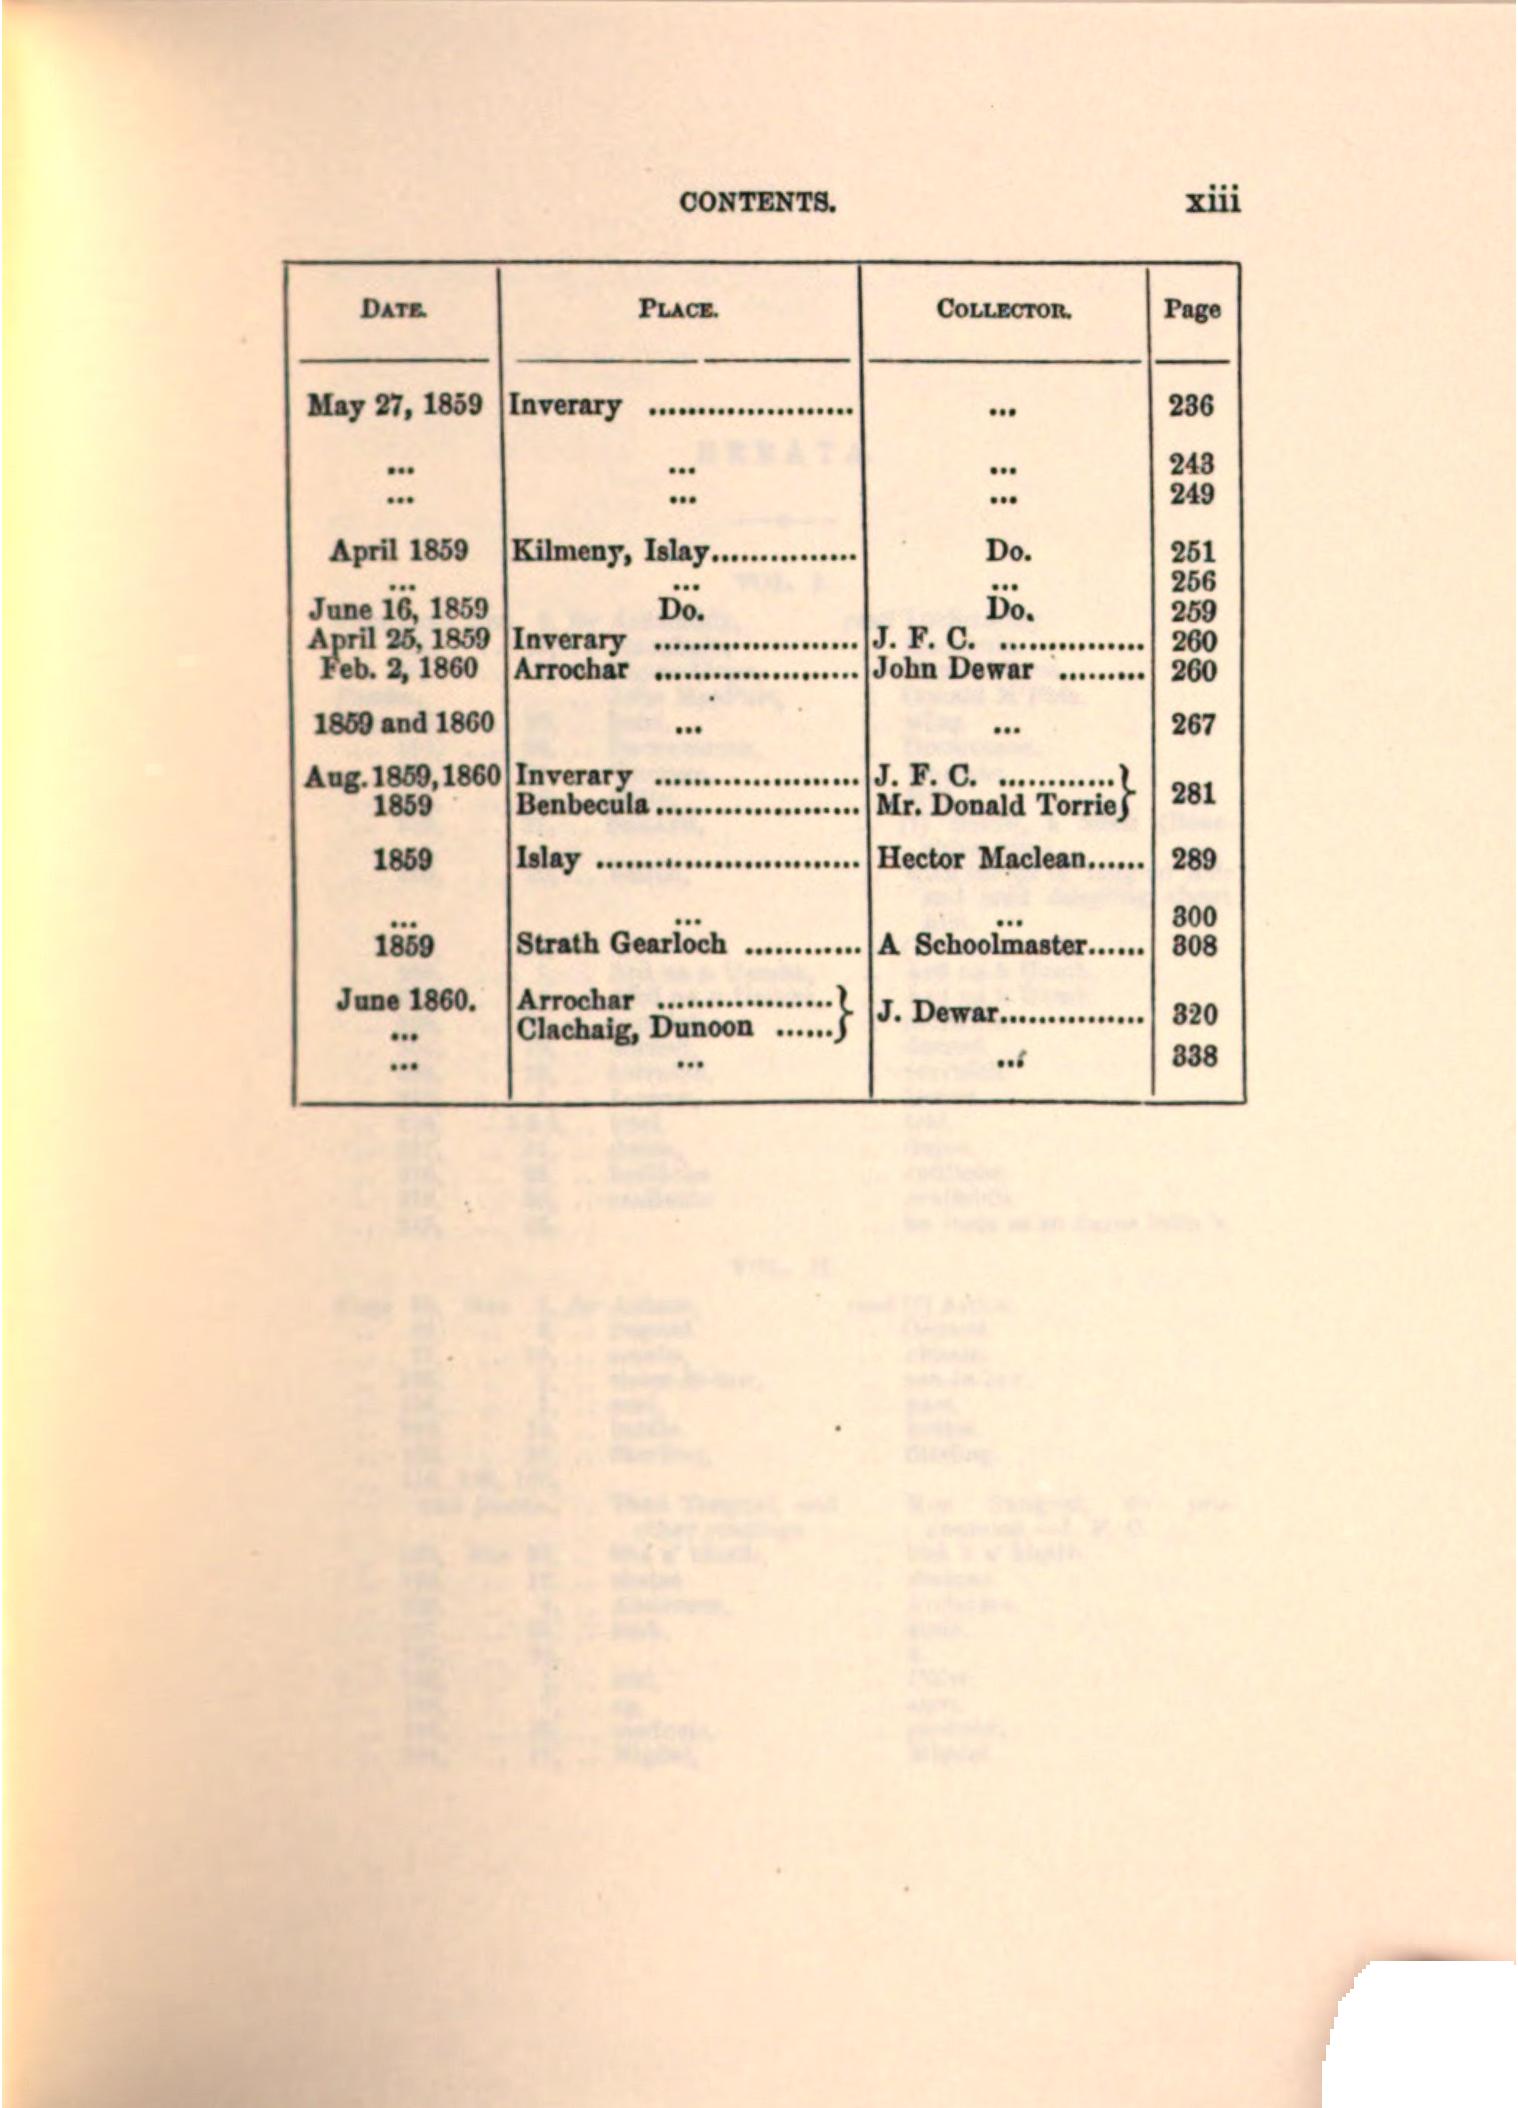 CONTENTS. xiii
DATE. PLACE. COLLECTOR. Page
May 27, 1859 Inverary ...................... ... 236
... ... ... 243
... ... ... 249
April 1859 Kilmeny, Islay............... Do. 251
... ... ... 256
June 16, 1859 Do. Do. 259
April 25, 1859 Inverary ...................... J. F. C. ............... 260
Feb. 2, 1860 Arrochar ...................... John Dewar ......... 260
1859 and 1860 ... ... 267
Aug. 1859, 1860 Inverary ...................... J. F. C. ............} 281
1859 Benbecula...................... Mr. Donald Torrie}
1859 Islay ............................ Hector Maclean...... 289
... ... ... 300
1859 Strath Gearloch ............ A Schoolmaster...... 308
June 1860. Arrochar ..................} J. Dewar............... 320
... Clachaig, Dunoon ......}
... ... ... 338